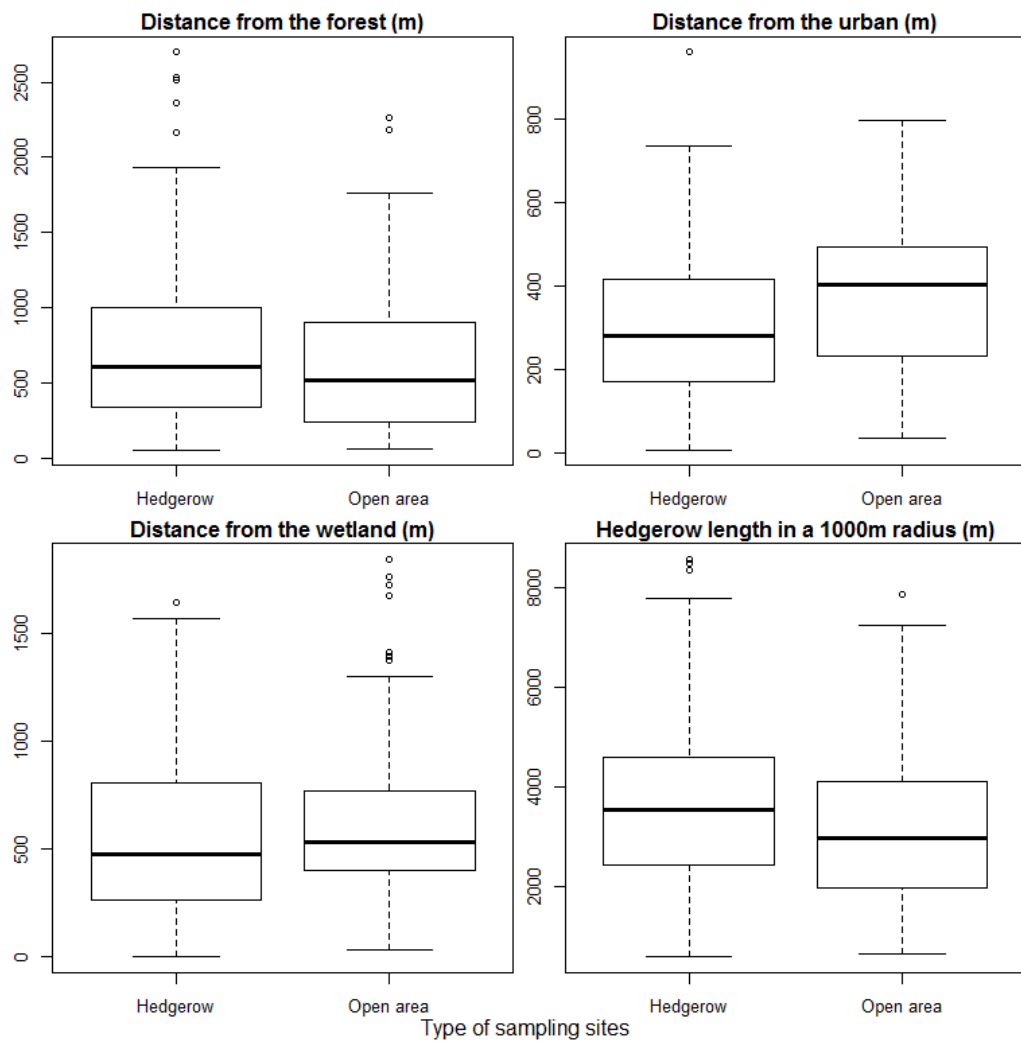 Distance from the forest (m)
2500
2000
1500
1000
500
0
Hedgerow Open area
Distance from the urban (m)
800
600
400
200
0
Hedgerow Open area
Distance from the wetland (m)
1500
1000
500
0
Hedgerow Open area
Hedgerow length in a 1000m radius (m)
8000
6000
4000
2000
Hedgerow Open area
Type of sampling sites